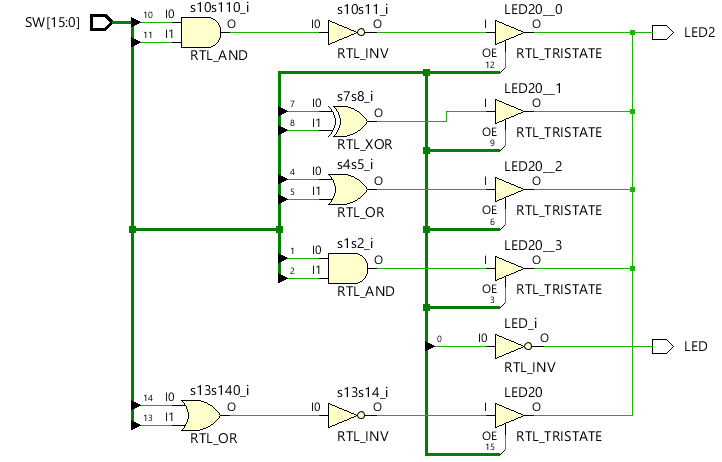 SW[15:0]
s10s110_i
10 I0 O
11 I1
RTL_AND
s10s11_i
I0 O
RTL_INV
LED20__0
I O
OE
12
RTL_TRISTATE
LED2
s7s8_i
7 I0 O
8 I1
RTL_XOR
LED20__1
I O
OE
9
RTL_TRISTATE
s4s5_i
4 I0 O
5 I1
RTL_OR
LED20__2
I O
OE
6
RTL_TRISTATE
s1s2_i
1 I0 O
2 I1
RTL_AND
LED20__3
I O
OE
3
RTL_TRISTATE
LED_i
0 I0 O
RTL_INV
LED
s13s140_i
14 I0 O
13 I1
RTL_OR
s13s14_i
I0 O
RTL_INV
LED20
I O
OE
15
RTL_TRISTATE